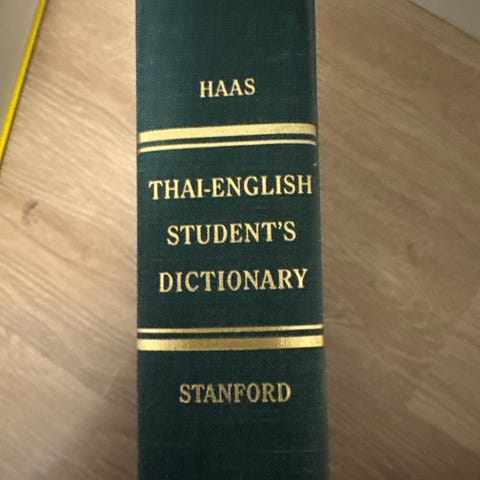 HAAS
THAI-ENGLISH
STUDENT'S
DICTIONARY
STANFORD